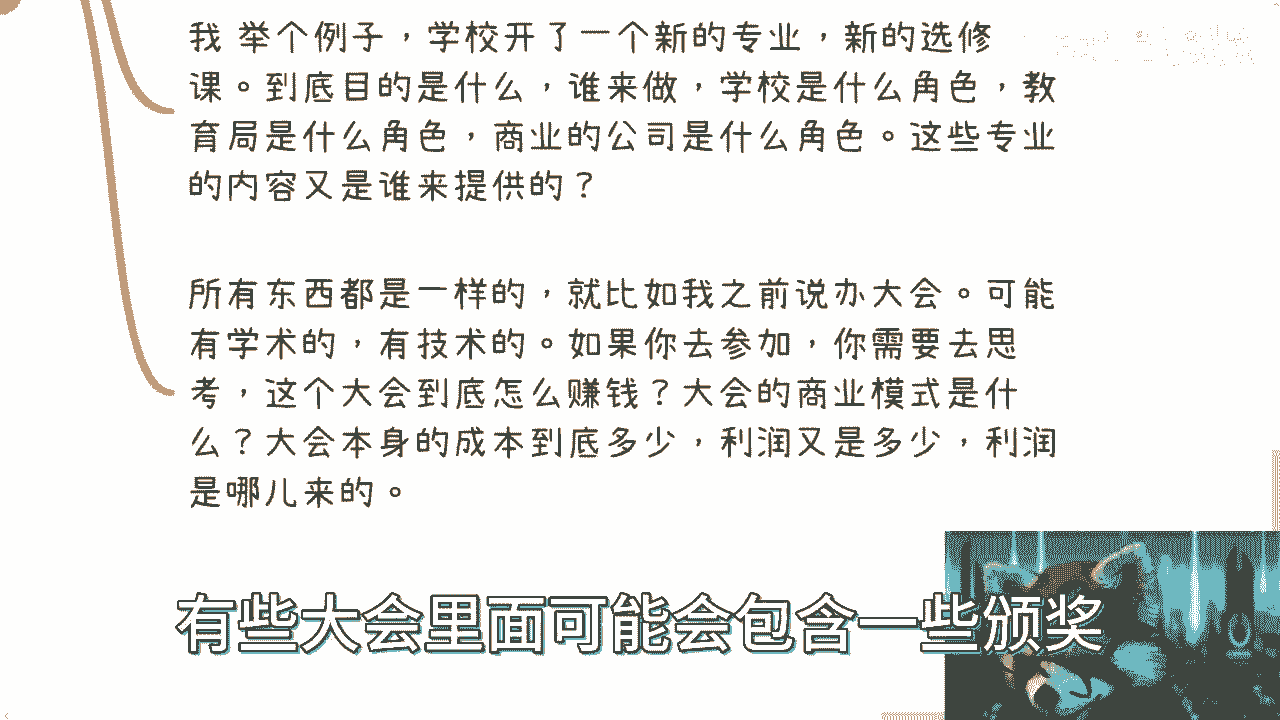 我 举个例子，学校开了一个新的专业，新的选修
课。到底目的是什么，谁来做，学校是什么角色，教
育局是什么角色，商业的公司是什么角色。这些专业
的内容又是谁来提供的？
所有东西都是一样的，就比如我之前说办大会。可能
有学术的，有技术的。如果你去参加，你需要去思
考，这个大会到底怎么赚钱？大会的商业模式是什
么？大会本身的成本到底多少，利润又是多少，利润
是哪儿来的。
有些大会里面可能会包含一些颁奖